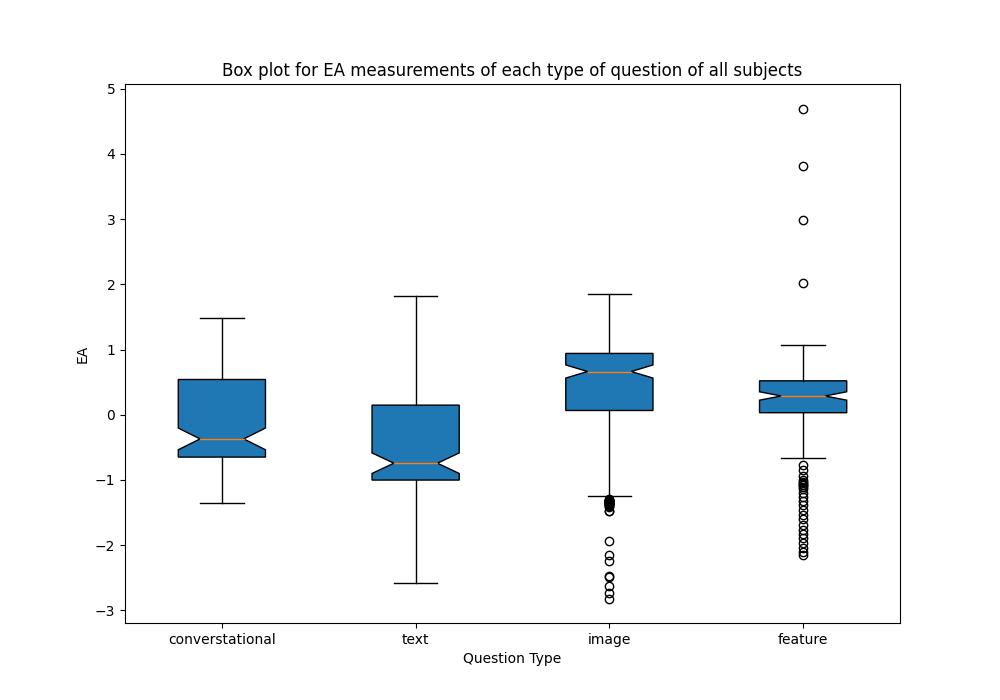 Box plot for EA measurements of each type of question of all subjects
5
4
3
2
1
0
−1
−2
−3
EA
converstational text image feature
Question Type